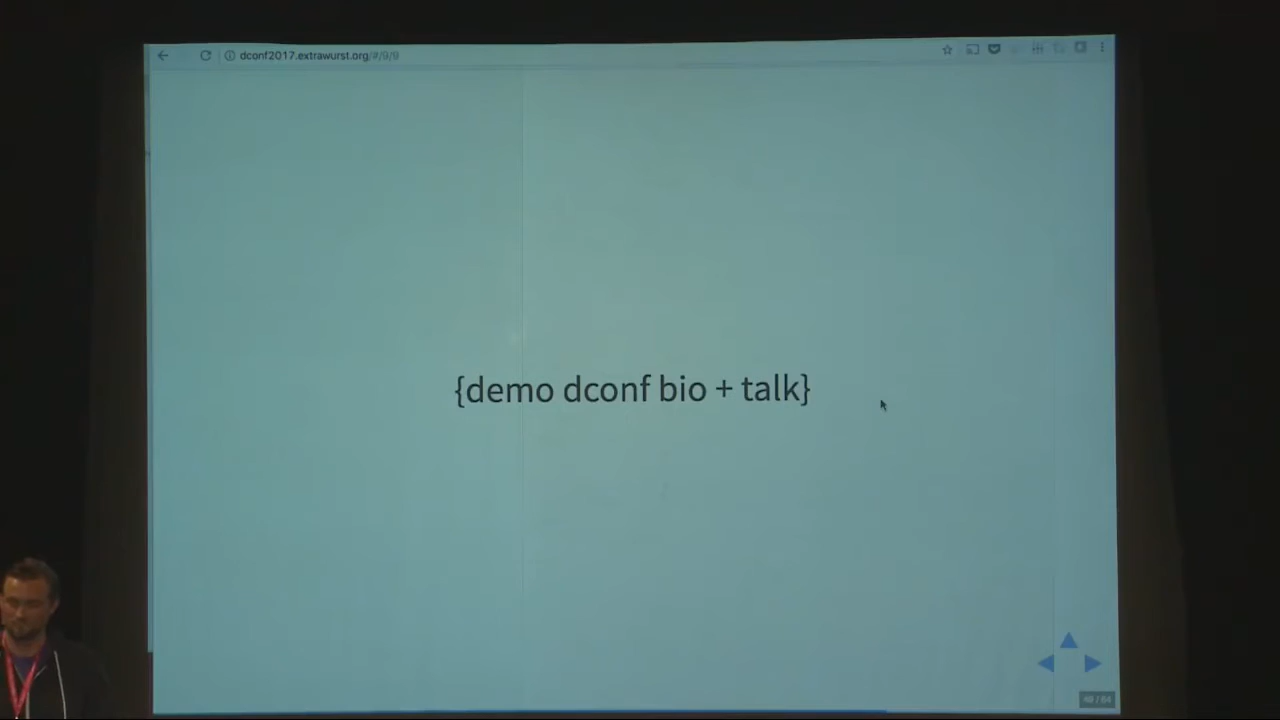 dconf2017.extrawurst.org/#/9/9
{demo dconf bio + talk}